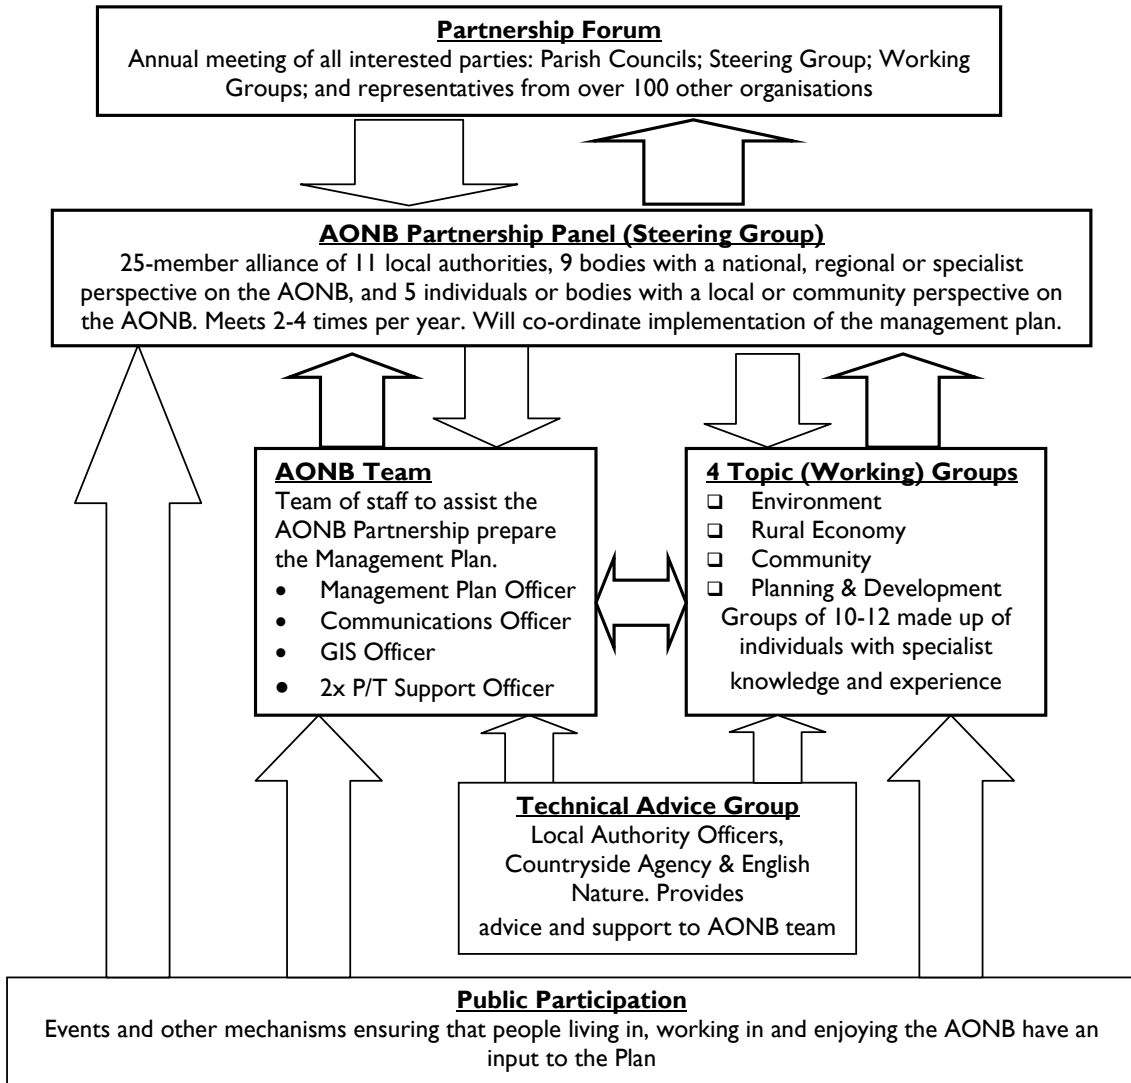 Partnership Forum
Annual meeting of all interested parties: Parish Councils; Steering Group; Working
Groups; and representatives from over 100 other organisations
AONB Partnership Panel (Steering Group)
25-member alliance of 11 local authorities, 9 bodies with a national, regional or specialist
perspective on the AONB, and 5 individuals or bodies with a local or community perspective on
the AONB. Meets 2-4 times per year. Will co-ordinate implementation of the management plan.
AONB Team
Team of staff to assist the
AONB Partnership prepare
the Management Plan.
• Management Plan Officer
• Communications Officer
• GIS Officer
• 2x P/T Support Officer
4 Topic (Working) Groups
❑ Environment
❑ Rural Economy
❑ Community
❑ Planning & Development
Groups of 10-12 made up of
individuals with specialist
knowledge and experience
Technical Advice Group
Local Authority Officers,
Countryside Agency & English
Nature. Provides
advice and support to AONB team
Public Participation
Events and other mechanisms ensuring that people living in, working in and enjoying the AONB have an
input to the Plan